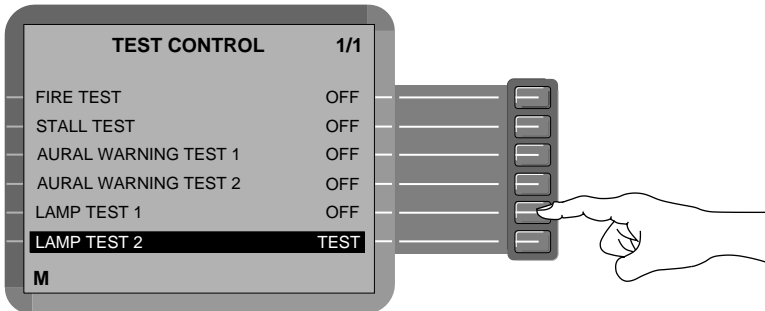 TEST CONTROL 1/1
FIRE TEST OFF
STALL TEST OFF
AURAL WARNING TEST 1 OFF
AURAL WARNING TEST 2 OFF
LAMP TEST 1 OFF
LAMP TEST 2 TEST
M